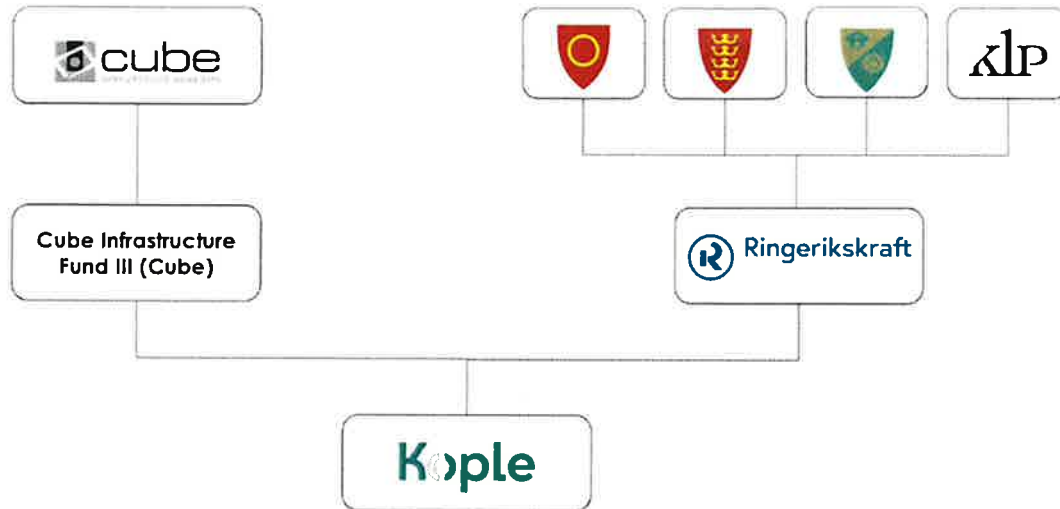 cube
KLP
Cube Infrastructure
Fund III (Cube)
Ringerikskraft
Kople